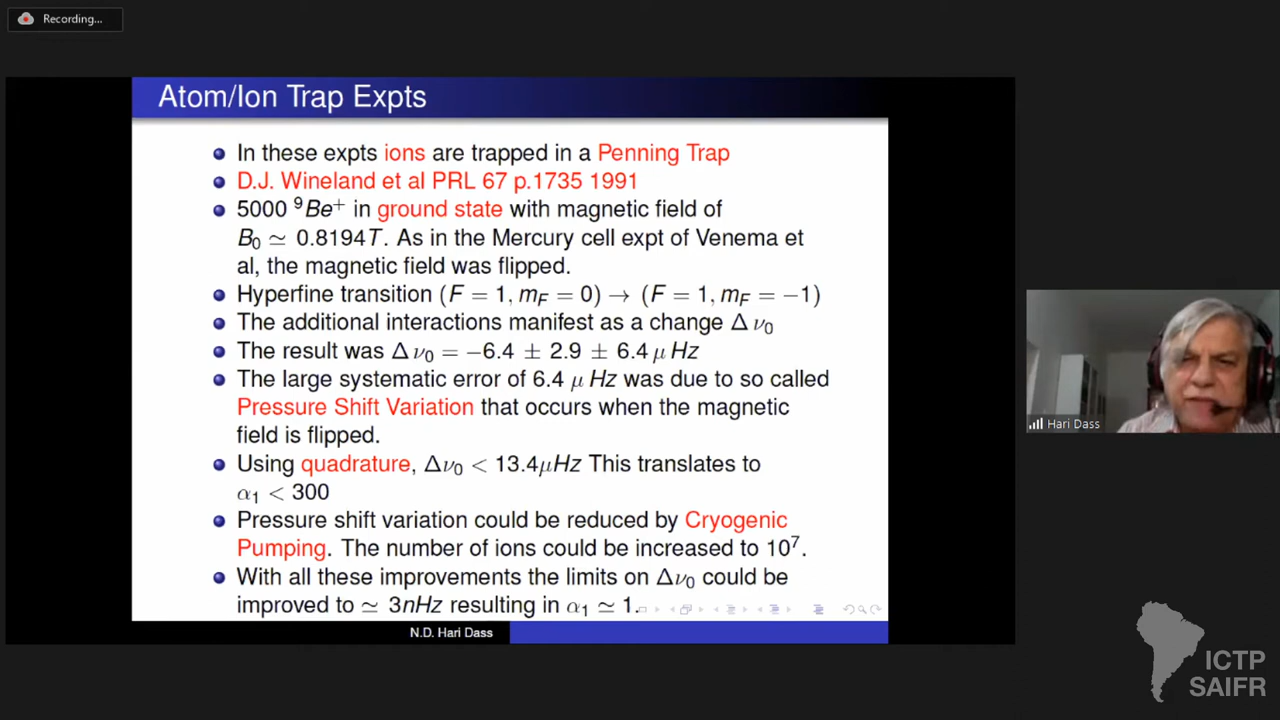 Recording...
Atom/Ion Trap Expts
In these expts ions are trapped in a Penning Trap
D.J. Wineland et al PRL 67 p.1735 1991
5000 ⁹Be⁺ in ground state with magnetic field of
B₀ ≃ 0.8194T. As in the Mercury cell expt of Venema et
al, the magnetic field was flipped.
Hyperfine transition (F = 1, m_F = 0) → (F = 1, m_F = −1)
The additional interactions manifest as a change Δ ν₀
The result was Δ ν₀ = −6.4 ± 2.9 ± 6.4 μ Hz
The large systematic error of 6.4 μ Hz was due to so called
Pressure Shift Variation that occurs when the magnetic
field is flipped.
Using quadrature, Δν₀ < 13.4μHz This translates to
α₁ < 300
Pressure shift variation could be reduced by Cryogenic
Pumping. The number of ions could be increased to 10⁷.
With all these improvements the limits on Δν₀ could be
improved to ≃ 3nHz resulting in α₁ ≃ 1.
N.D. Hari Dass
Hari Dass
ICTP
SAIFR